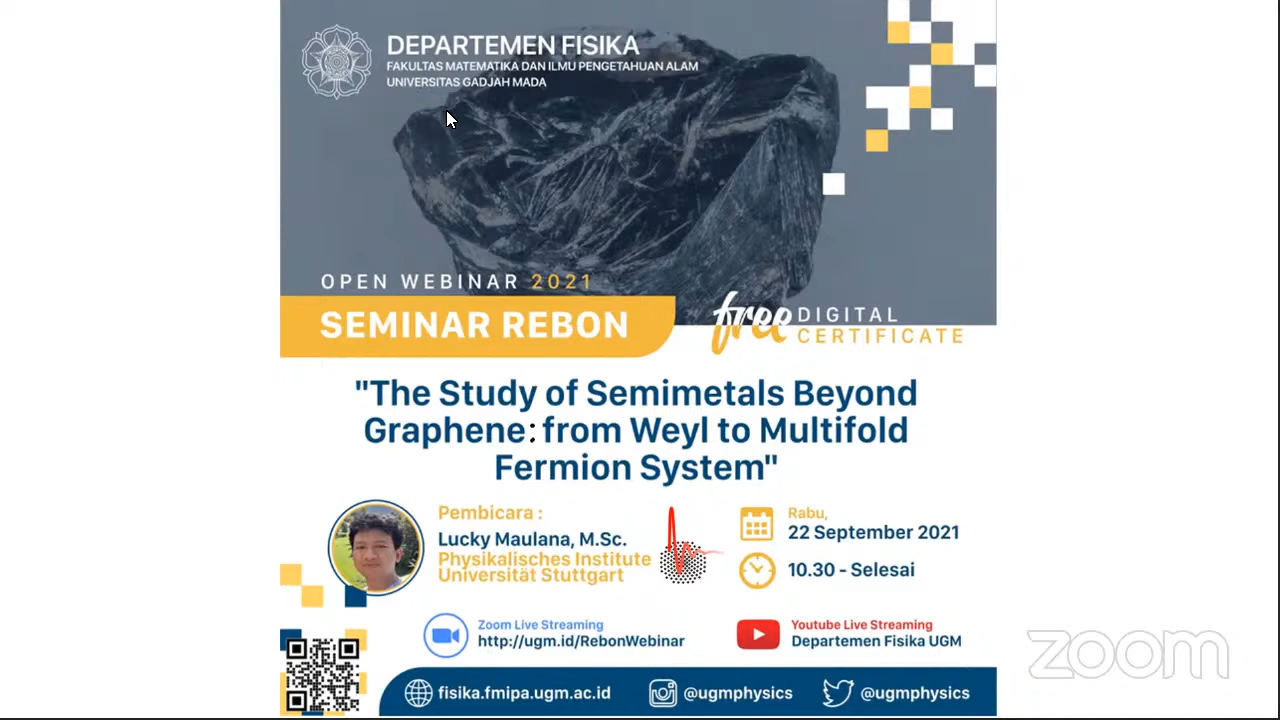 DEPARTEMEN FISIKA
FAKULTAS MATEMATIKA DAN ILMU PENGETAHUAN ALAM
UNIVERSITAS GADJAH MADA
OPEN WEBINAR 2021
SEMINAR REBON
free DIGITAL
CERTIFICATE
"The Study of Semimetals Beyond
Graphene: from Weyl to Multifold
Fermion System"
Pembicara :
Lucky Maulana, M.Sc.
Physikalisches Institute
Universität Stuttgart
Rabu,
22 September 2021
10.30 - Selesai
Zoom Live Streaming
http://ugm.id/RebonWebinar
Youtube Live Streaming
Departemen Fisika UGM
fisika.fmipa.ugm.ac.id
@ugmphysics
@ugmphysics
zoom